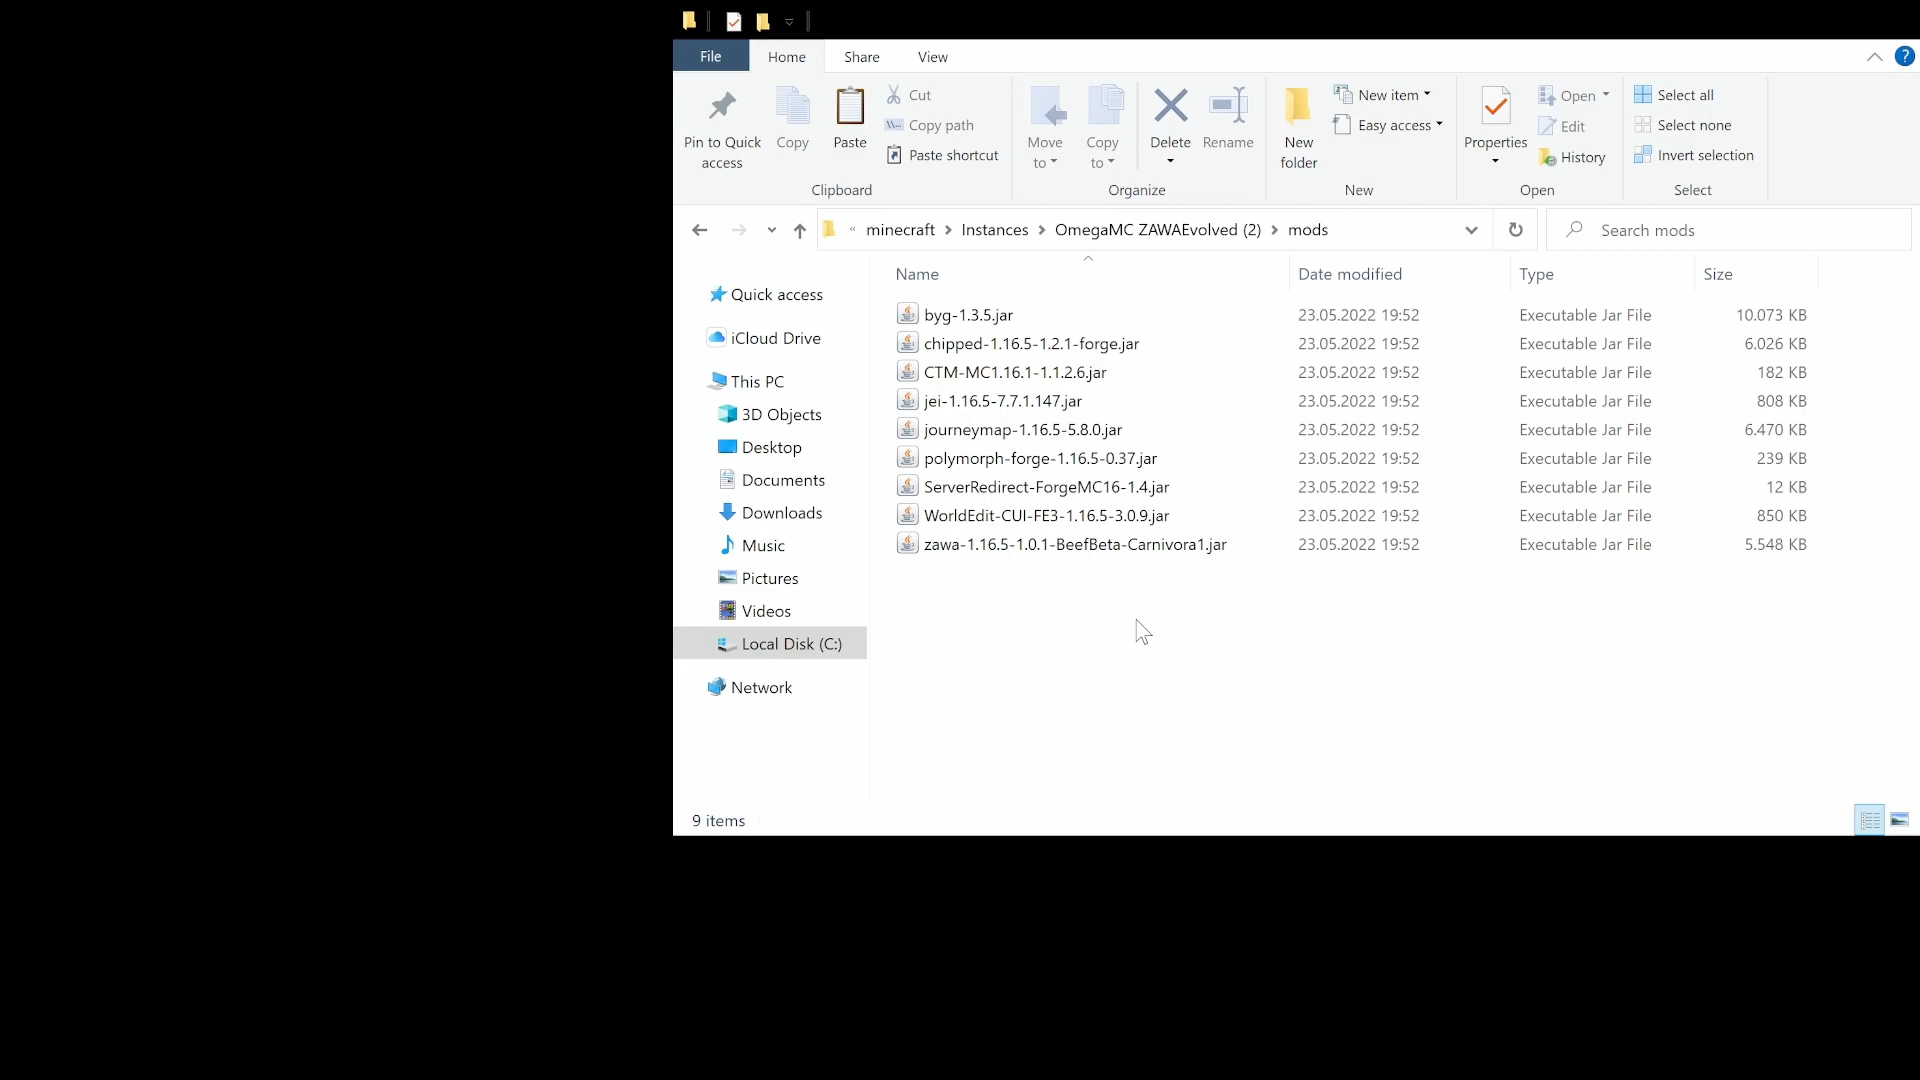 File Home Share View
Pin to Quick access
Copy
Paste
Cut
Copy path
Paste shortcut
Clipboard
Move to
Copy to
Delete
Rename
Organize
New folder
New item
Easy access
New
Properties
Open
Edit
History
Open
Select all
Select none
Invert selection
Select
« minecraft > Instances > OmegaMC ZAWAEvolved (2) > mods
Search mods
Quick access
iCloud Drive
This PC
3D Objects
Desktop
Documents
Downloads
Music
Pictures
Videos
Local Disk (C:)
Network
Name Date modified Type Size
byg-1.3.5.jar 23.05.2022 19:52 Executable Jar File 10.073 KB
chipped-1.16.5-1.2.1-forge.jar 23.05.2022 19:52 Executable Jar File 6.026 KB
CTM-MC1.16.1-1.1.2.6.jar 23.05.2022 19:52 Executable Jar File 182 KB
jei-1.16.5-7.7.1.147.jar 23.05.2022 19:52 Executable Jar File 808 KB
journeymap-1.16.5-5.8.0.jar 23.05.2022 19:52 Executable Jar File 6.470 KB
polymorph-forge-1.16.5-0.37.jar 23.05.2022 19:52 Executable Jar File 239 KB
ServerRedirect-ForgeMC16-1.4.jar 23.05.2022 19:52 Executable Jar File 12 KB
WorldEdit-CUI-FE3-1.16.5-3.0.9.jar 23.05.2022 19:52 Executable Jar File 850 KB
zawa-1.16.5-1.0.1-BeefBeta-Carnivora1.jar 23.05.2022 19:52 Executable Jar File 5.548 KB
9 items